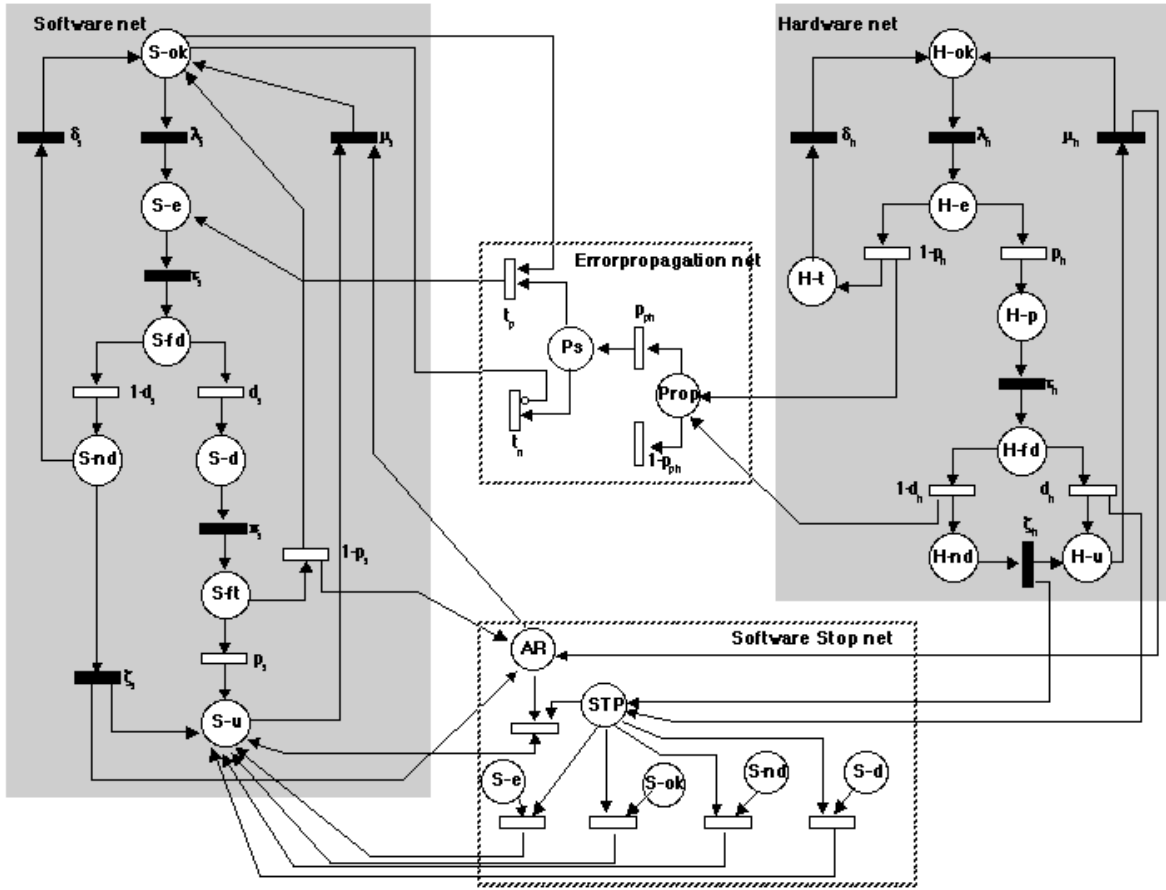 Software net
S-ok
δs
λs
μs
S-e
τs
S-fd
1-ds
ds
S-nd
S-d
πs
1-ps
S-ft
ps
ζs
S-u
Errorpropagation net
tp
Pph
Ps
Prop
tn
1-Pph
Hardware net
H-ok
δh
λh
μh
H-e
1-ph
ph
H-t
H-p
τh
H-fd
1-dh
dh
ζh
H-nd
H-u
Software Stop net
AR
STP
S-e
S-ok
S-nd
S-d